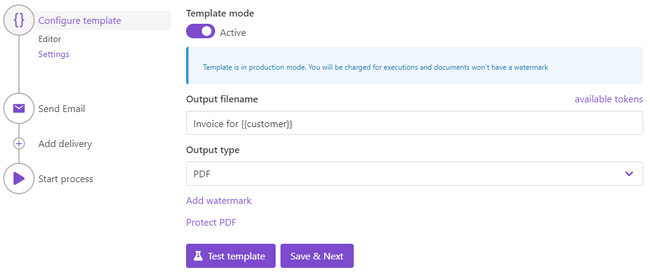 Configure template
Editor
Settings
Send Email
Add delivery
Start process
Template mode
Active
Template is in production mode. You will be charged for executions and documents won't have a watermark
Output filename
available tokens
Invoice for {{customer}}
Output type
PDF
Add watermark
Protect PDF
Test template
Save & Next